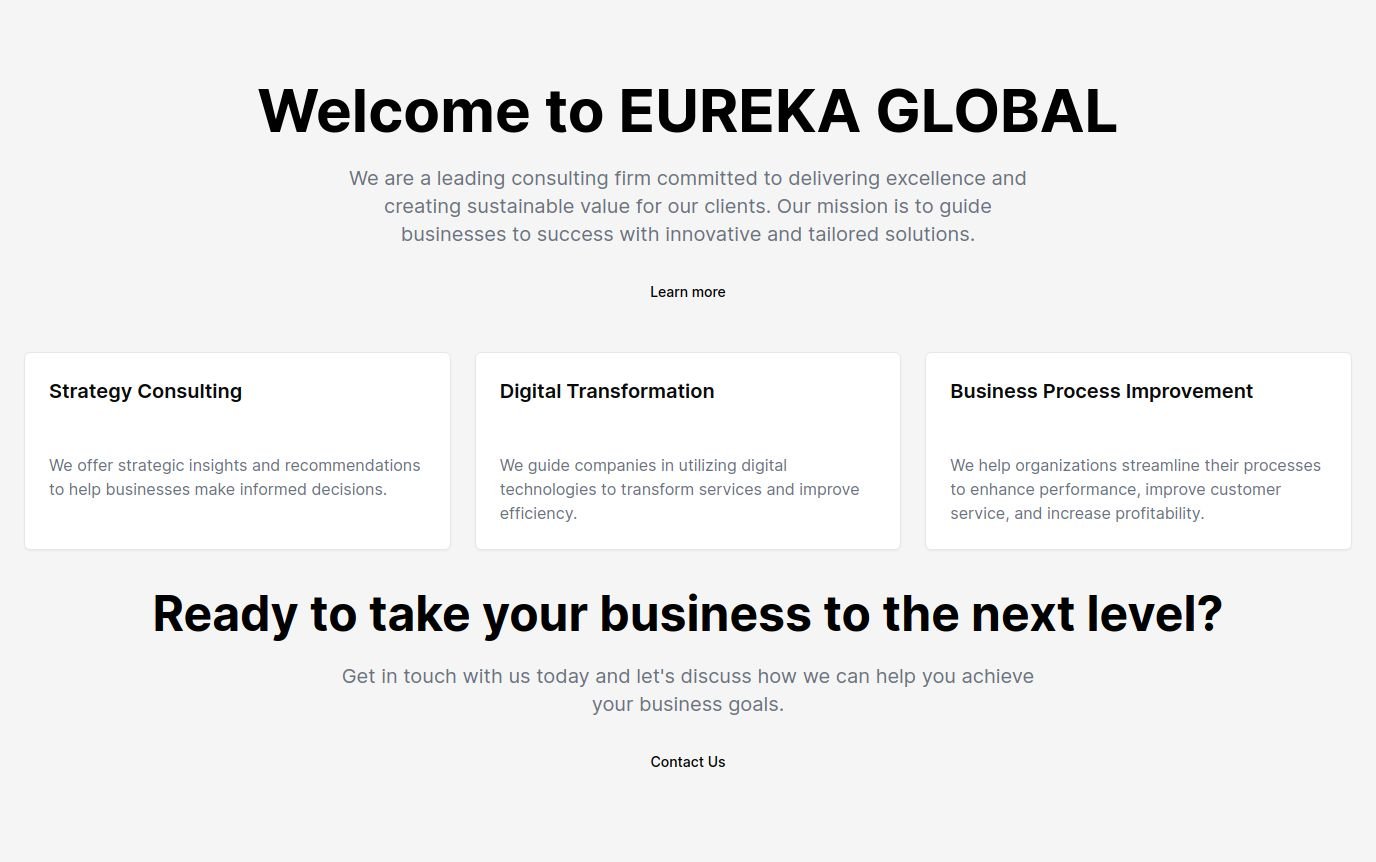 Welcome to EUREKA GLOBAL
We are a leading consulting firm committed to delivering excellence and
creating sustainable value for our clients. Our mission is to guide
businesses to success with innovative and tailored solutions.
Learn more
Strategy Consulting
We offer strategic insights and recommendations
to help businesses make informed decisions.
Digital Transformation
We guide companies in utilizing digital
technologies to transform services and improve
efficiency.
Business Process Improvement
We help organizations streamline their processes
to enhance performance, improve customer
service, and increase profitability.
Ready to take your business to the next level?
Get in touch with us today and let's discuss how we can help you achieve
your business goals.
Contact Us